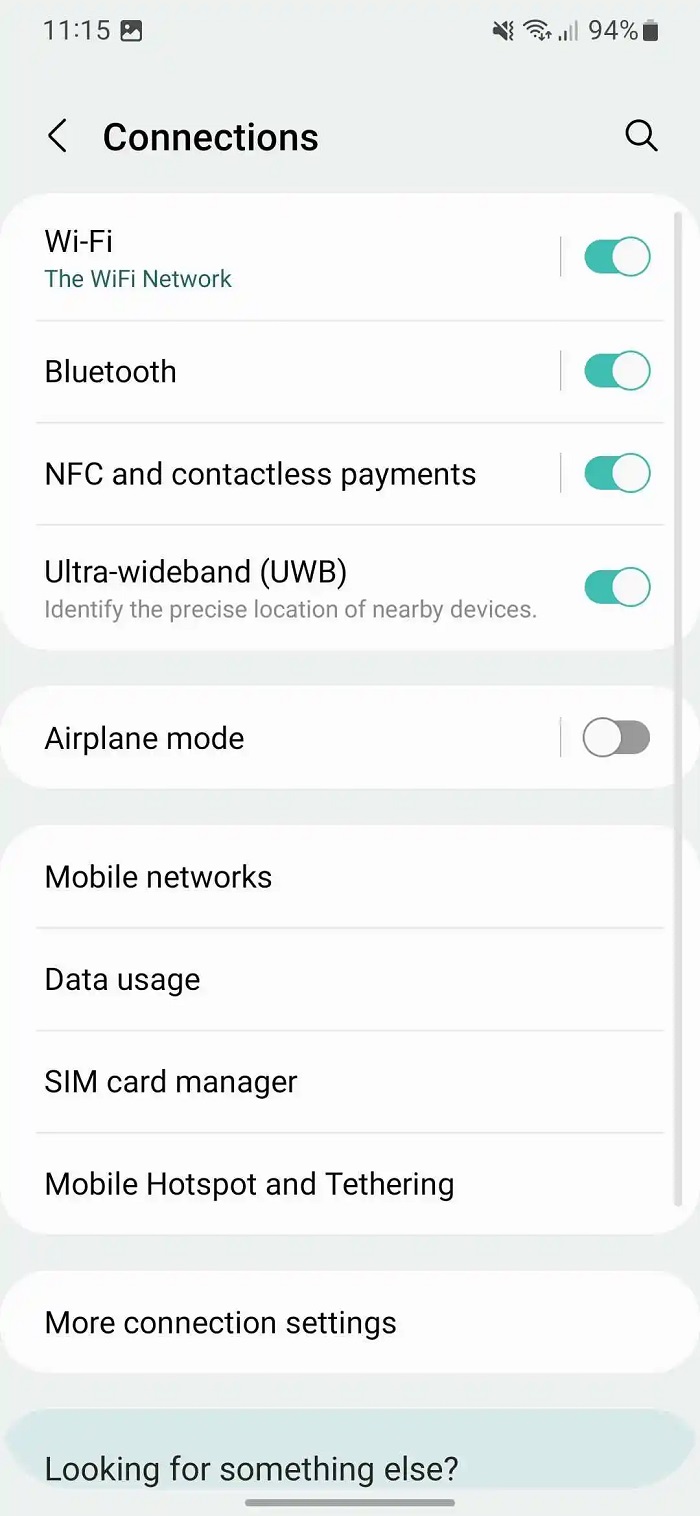 11:15 94%
Connections
Wi-Fi
The WiFi Network
Bluetooth
NFC and contactless payments
Ultra-wideband (UWB)
Identify the precise location of nearby devices.
Airplane mode
Mobile networks
Data usage
SIM card manager
Mobile Hotspot and Tethering
More connection settings
Looking for something else?